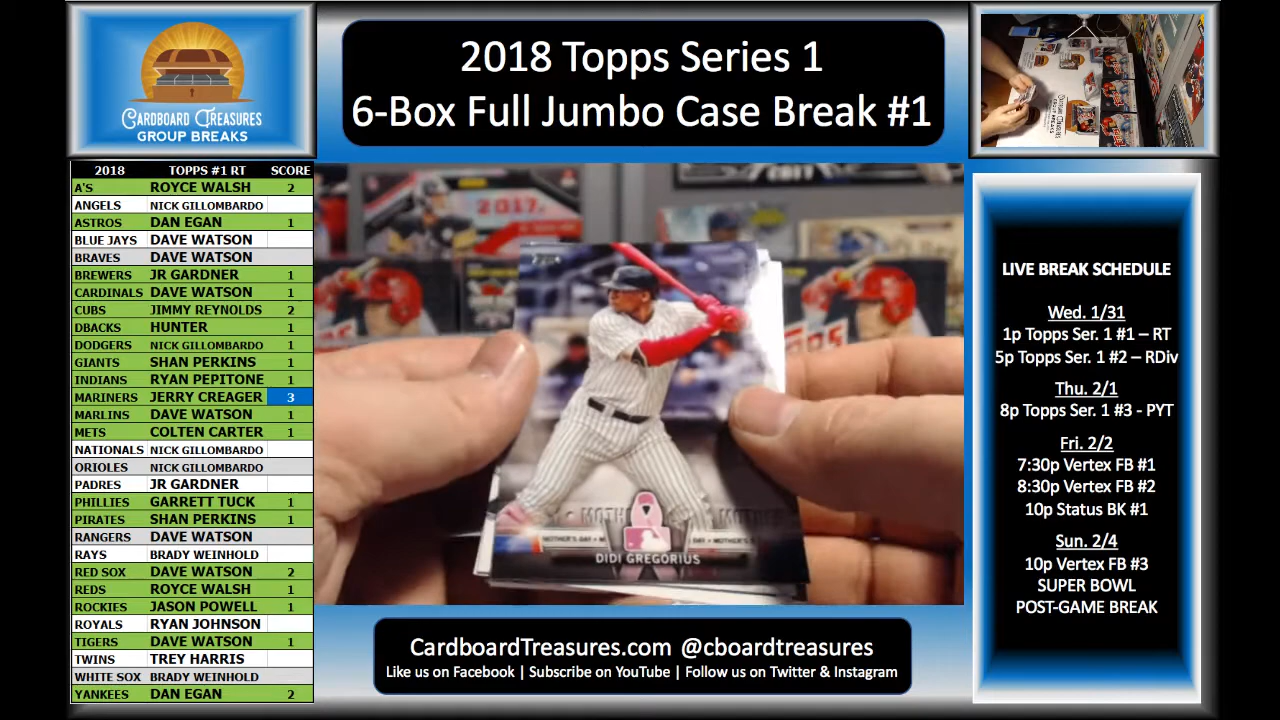 CARDBOARD TREASURES
GROUP BREAKS
2018 Topps Series 1
6-Box Full Jumbo Case Break #1
2018 TOPPS #1 RT SCORE
A'S ROYCE WALSH 2
ANGELS NICK GILLOMBARDO
ASTROS DAN EGAN 1
BLUE JAYS DAVE WATSON
BRAVES DAVE WATSON
BREWERS JR GARDNER 1
CARDINALS DAVE WATSON 1
CUBS JIMMY REYNOLDS 2
DBACKS HUNTER 1
DODGERS NICK GILLOMBARDO 1
GIANTS SHAN PERKINS 1
INDIANS RYAN PEPITONE 1
MARINERS JERRY CREAGER 3
MARLINS DAVE WATSON 1
METS COLTEN CARTER 1
NATIONALS NICK GILLOMBARDO
ORIOLES NICK GILLOMBARDO
PADRES JR GARDNER
PHILLIES GARRETT TUCK 1
PIRATES SHAN PERKINS 1
RANGERS DAVE WATSON
RAYS BRADY WEINHOLD
RED SOX DAVE WATSON 2
REDS ROYCE WALSH 1
ROCKIES JASON POWELL 1
ROYALS RYAN JOHNSON
TIGERS DAVE WATSON 1
TWINS TREY HARRIS
WHITE SOX BRADY WEINHOLD
YANKEES DAN EGAN 2
2017
MOTHER'S DAY
DIDI GREGORIUS
CardboardTreasures.com @cboardtreasures
Like us on Facebook | Subscribe on YouTube | Follow us on Twitter & Instagram
LIVE BREAK SCHEDULE
Wed. 1/31
1p Topps Ser. 1 #1 – RT
5p Topps Ser. 1 #2 – RDiv
Thu. 2/1
8p Topps Ser. 1 #3 - PYT
Fri. 2/2
7:30p Vertex FB #1
8:30p Vertex FB #2
10p Status BK #1
Sun. 2/4
10p Vertex FB #3
SUPER BOWL
POST-GAME BREAK